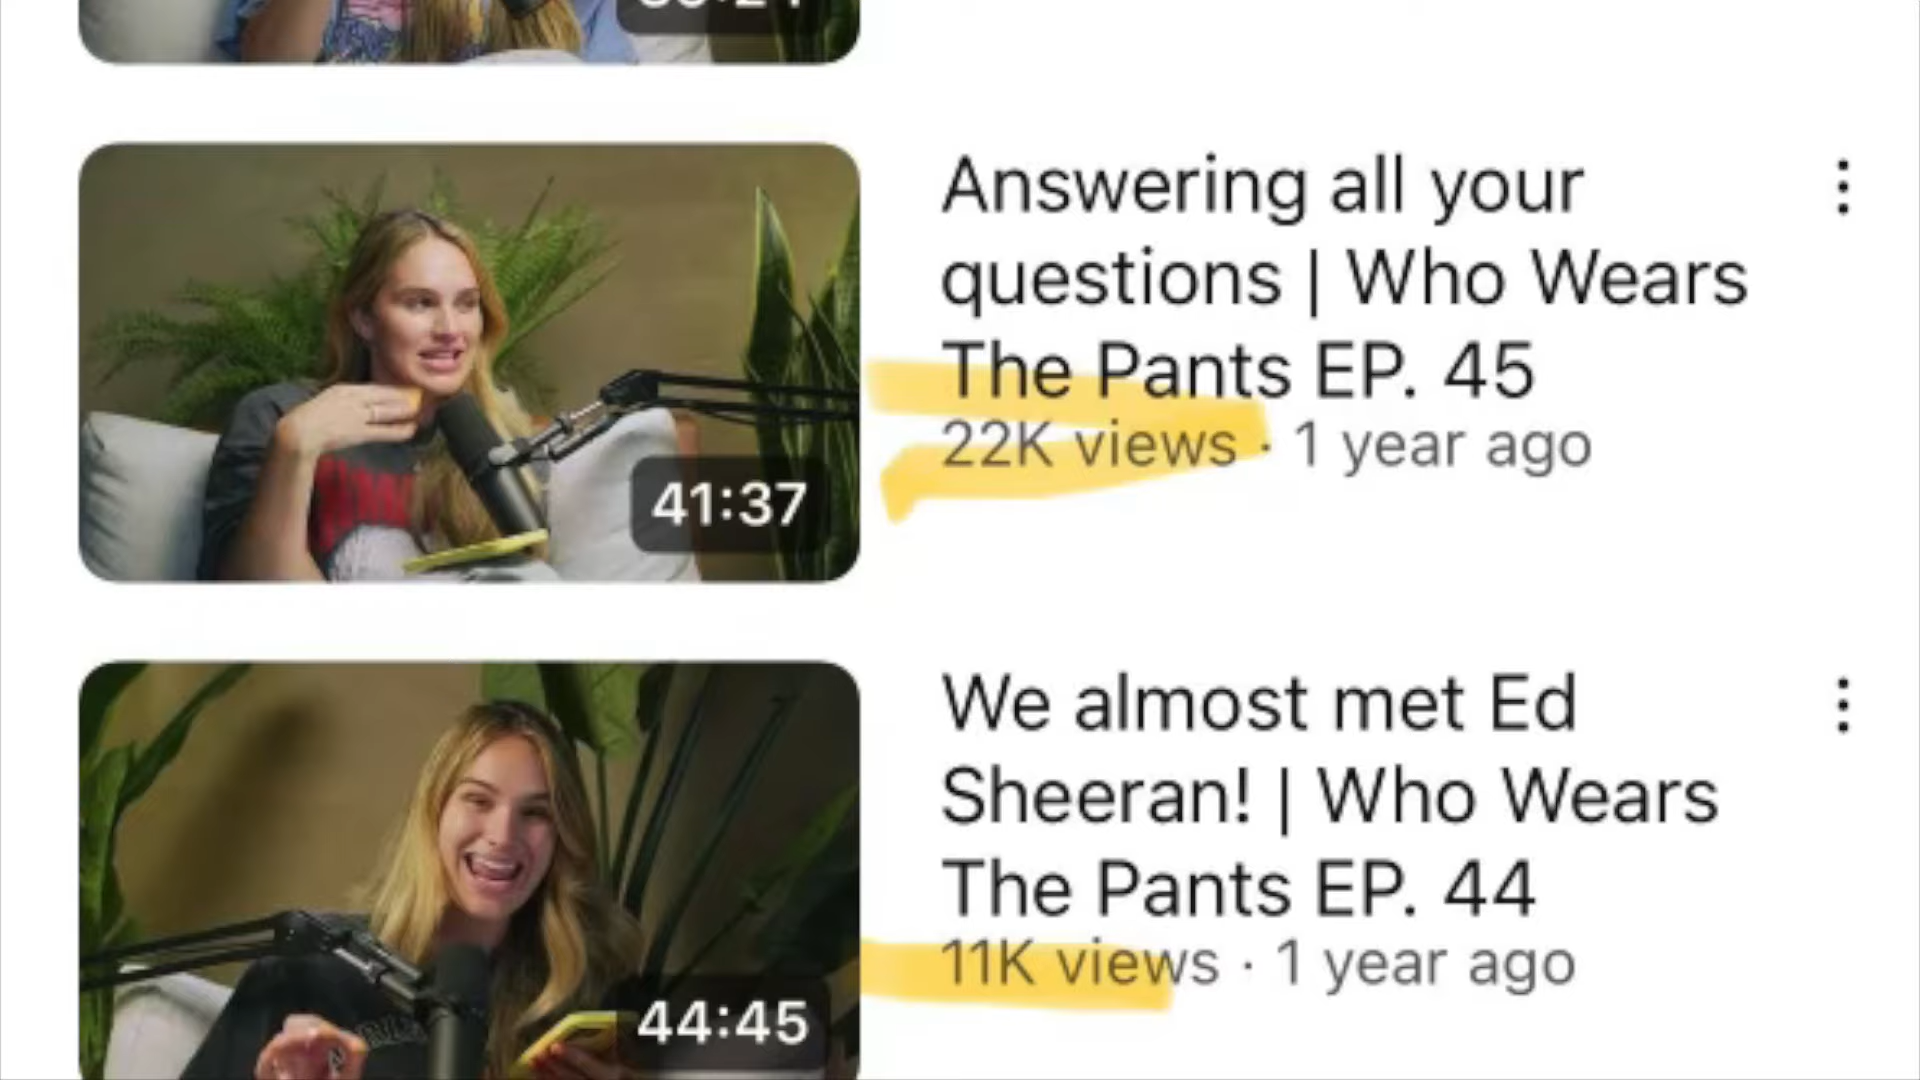 Answering all your
questions | Who Wears
The Pants EP. 45
22K views · 1 year ago
41:37
We almost met Ed
Sheeran! | Who Wears
The Pants EP. 44
11K views · 1 year ago
44:45